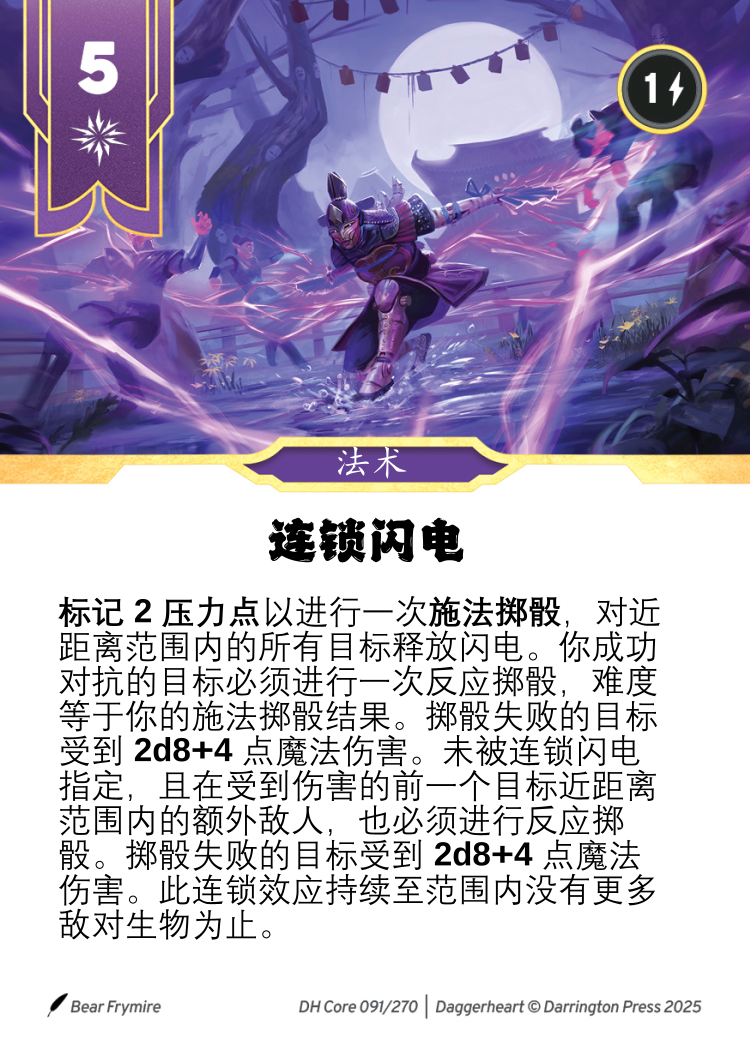 5
1
法术
连锁闪电
标记 2 压力点以进行一次施法掷骰，对近
距离范围内的所有目标释放闪电。你成功
对抗的目标必须进行一次反应掷骰，难度
等于你的施法掷骰结果。掷骰失败的目标
受到 2d8+4 点魔法伤害。未被连锁闪电
指定，且在受到伤害的前一个目标近距离
范围内的额外敌人，也必须进行反应掷
骰。掷骰失败的目标受到 2d8+4 点魔法
伤害。此连锁效应持续至范围内没有更多
敌对生物为止。
Bear Frymire
DH Core 091/270 | Daggerheart © Darrington Press 2025